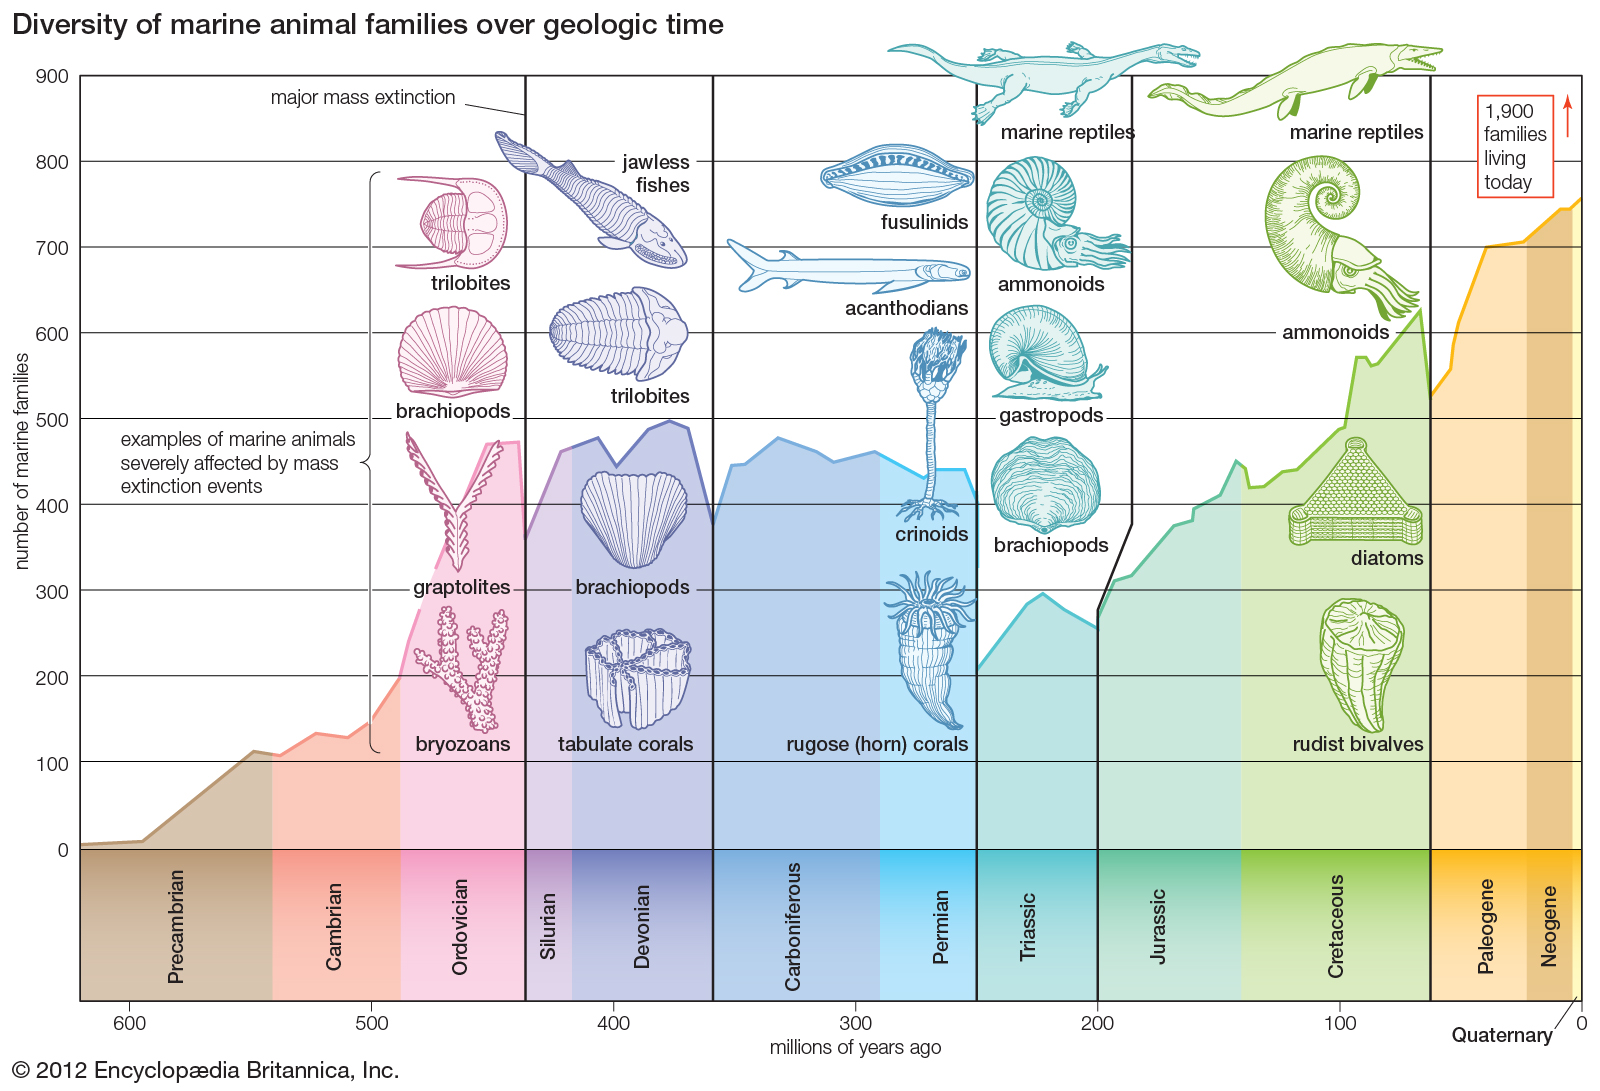 Diversity of marine animal families over geologic time
900
800
700
600
500
400
300
200
100
0
number of marine families
major mass extinction
examples of marine animals
severely affected by mass
extinction events
trilobites
brachiopods
graptolites
bryozoans
jawless
fishes
trilobites
brachiopods
tabulate corals
fusulinids
acanthodians
crinoids
rugose (horn) corals
marine reptiles
ammonoids
gastropods
brachiopods
marine reptiles
ammonoids
diatoms
rudist bivalves
1,900
families
living
today
Precambrian
Cambrian
Ordovician
Silurian
Devonian
Carboniferous
Permian
Triassic
Jurassic
Cretaceous
Paleogene
Neogene
Quaternary
600
500
400
300
200
100
0
millions of years ago
© 2012 Encyclopædia Britannica, Inc.